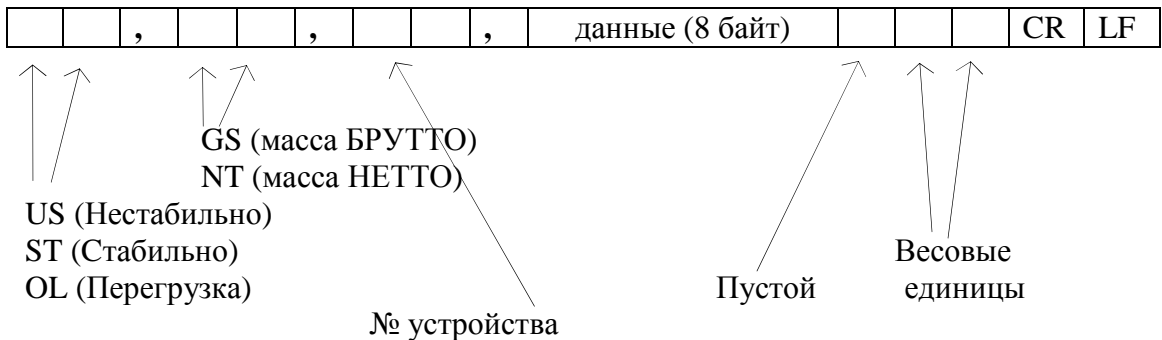 , , , данные (8 байт) CR LF
GS (масса БРУТТО)
NT (масса НЕТТО)
US (Нестабильно)
ST (Стабильно)
OL (Перегрузка)
Весовые
единицы
Пустой
№ устройства